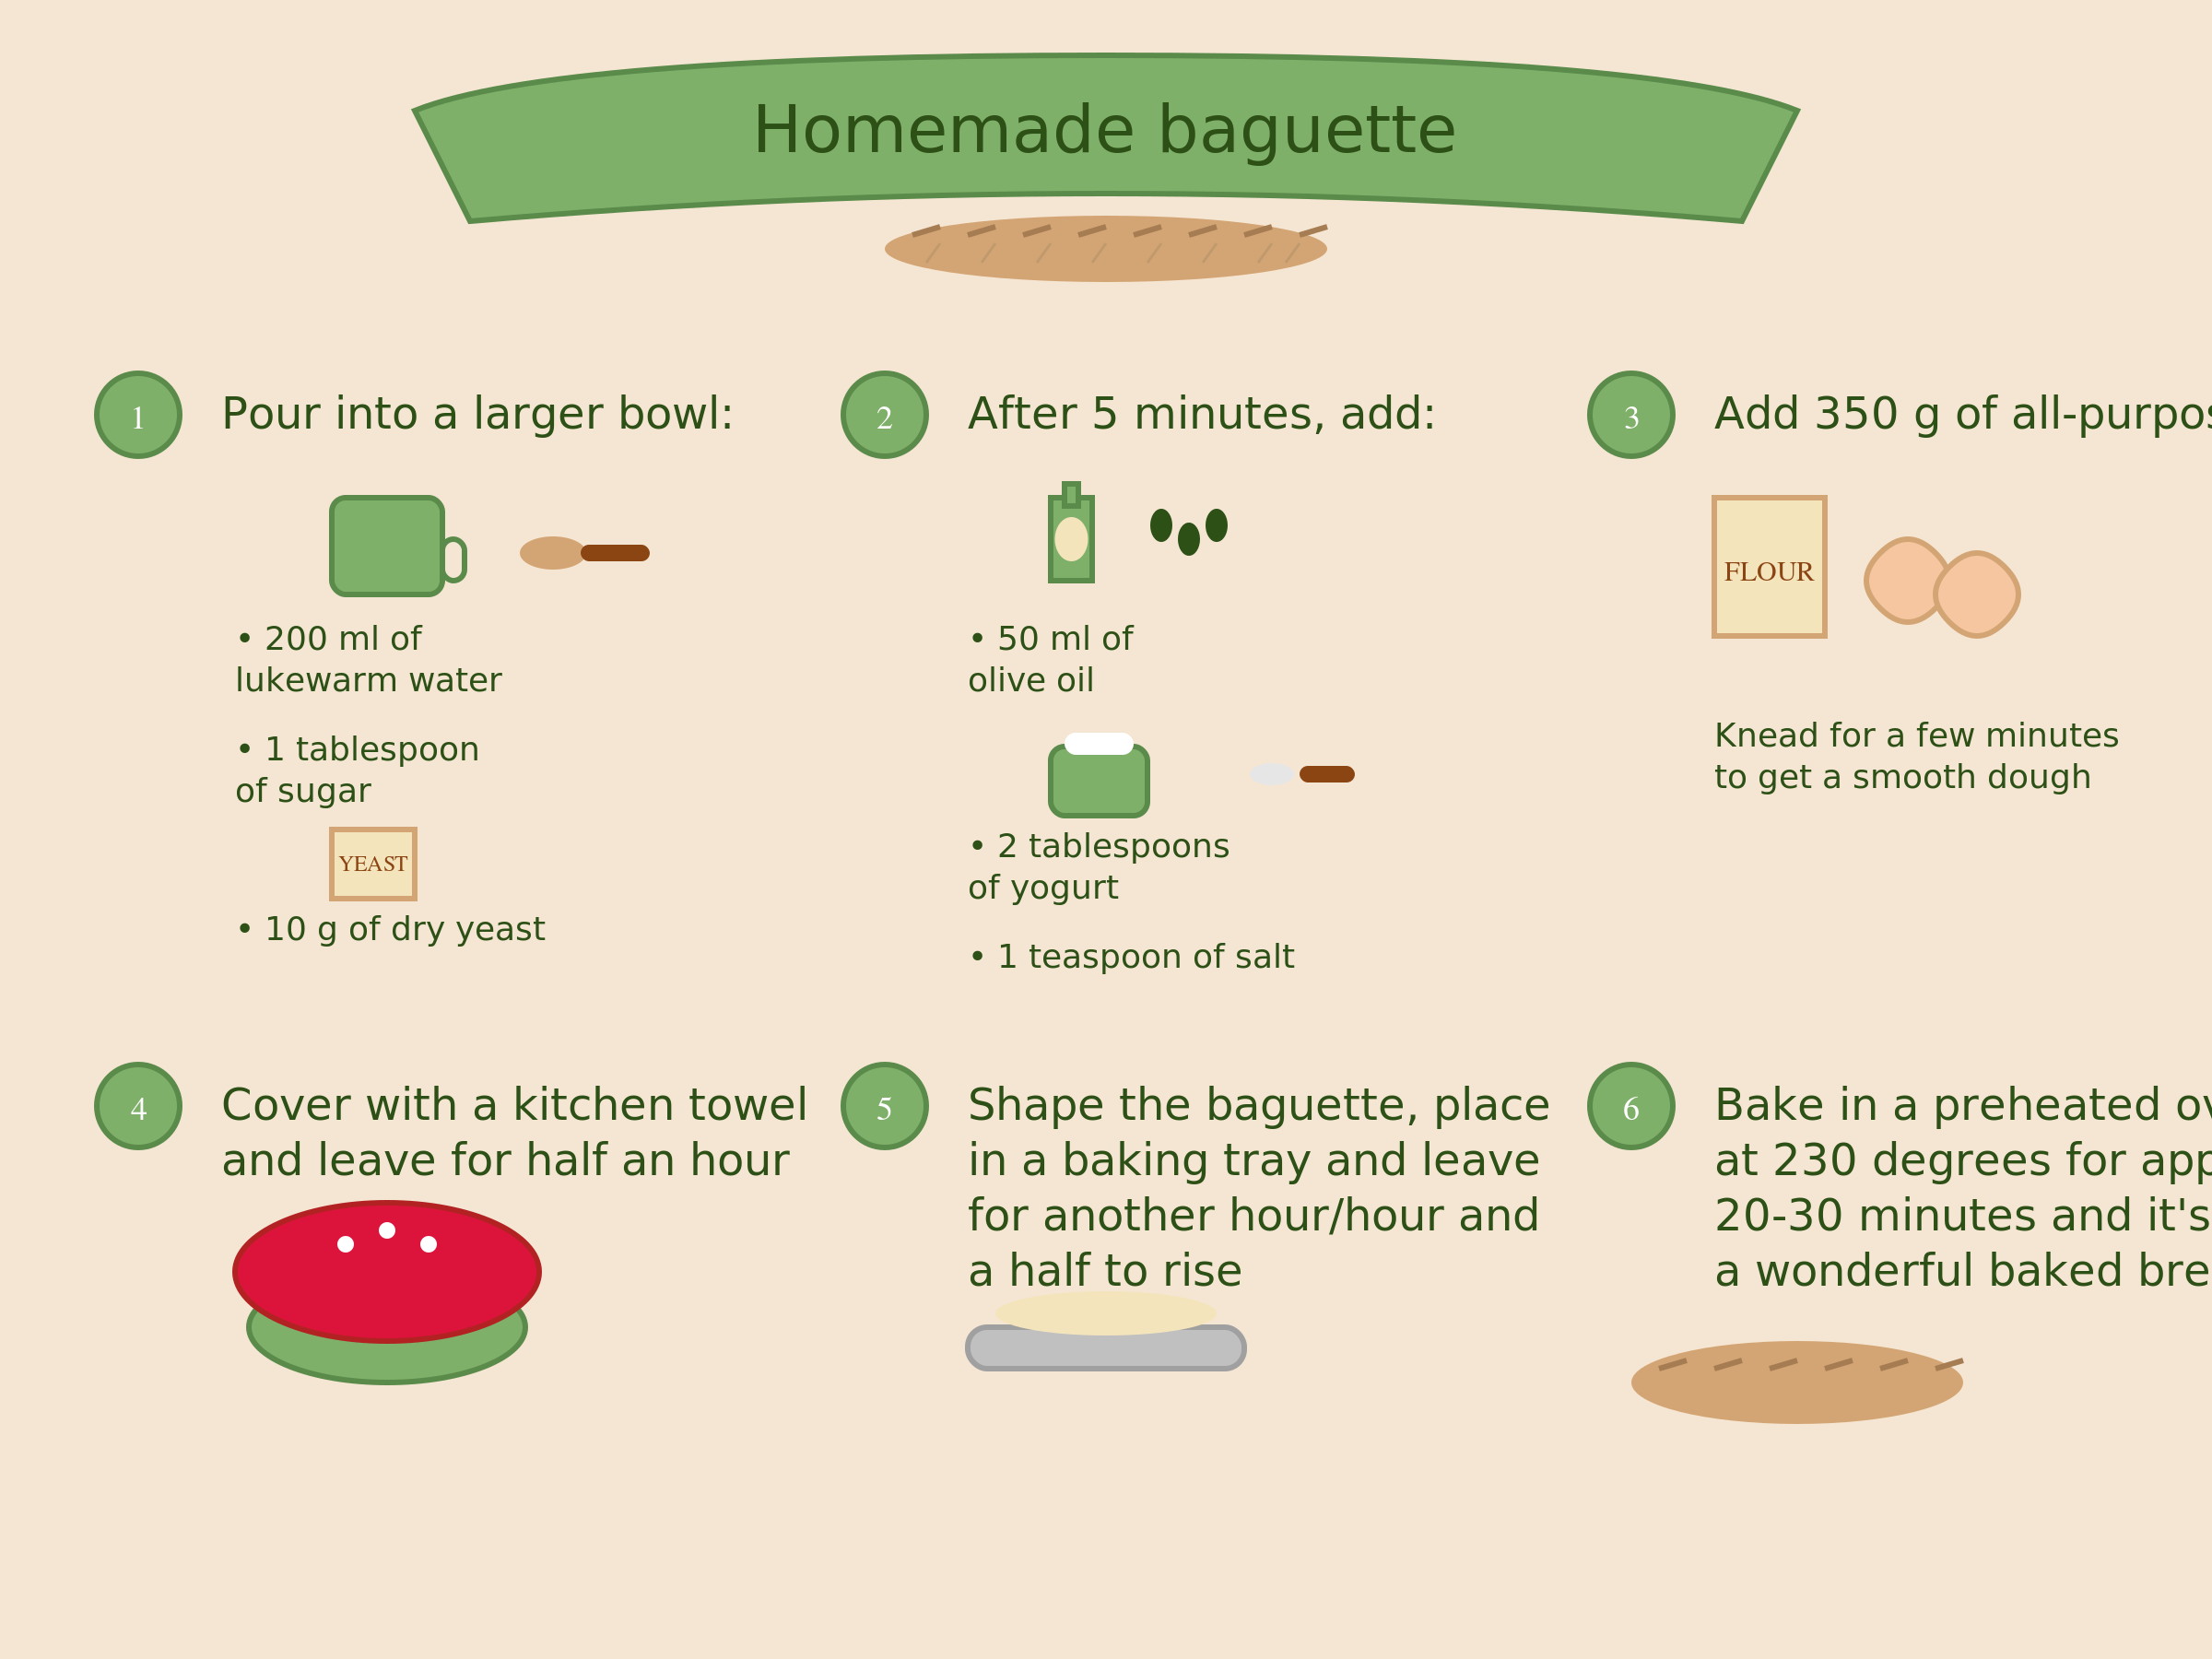 Homemade baguette
1
Pour into a larger bowl:
• 200 ml of
lukewarm water
• 1 tablespoon
of sugar
YEAST
• 10 g of dry yeast
2
After 5 minutes, add:
• 50 ml of
olive oil
• 2 tablespoons
of yogurt
• 1 teaspoon of salt
3
Add 350 g of all-purpos
FLOUR
Knead for a few minutes
to get a smooth dough
4
Cover with a kitchen towel
and leave for half an hour
5
Shape the baguette, place
in a baking tray and leave
for another hour/hour and
a half to rise
6
Bake in a preheated ov
at 230 degrees for app
20-30 minutes and it's
a wonderful baked bre